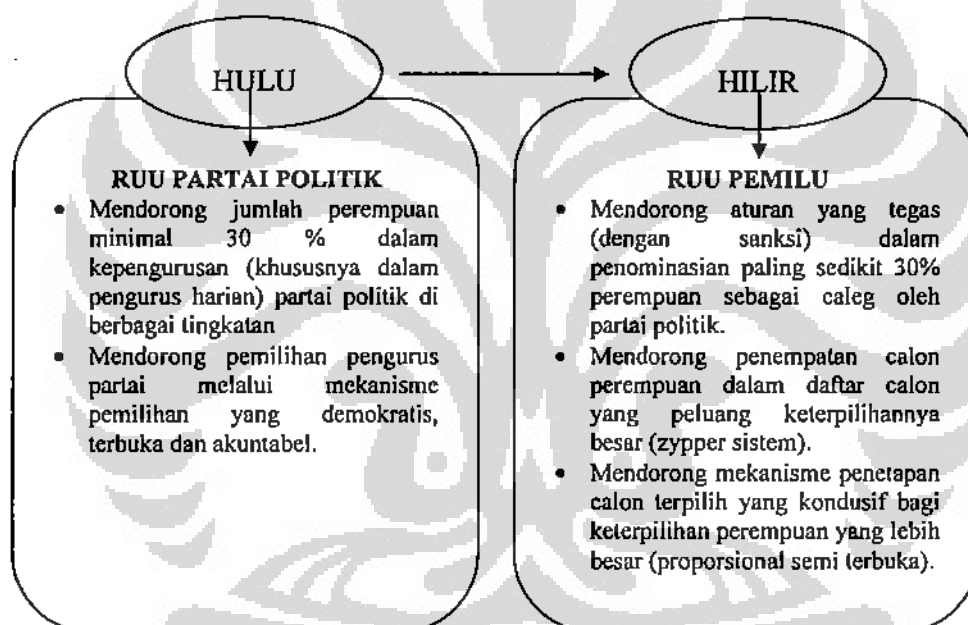 HULU
RUU PARTAI POLITIK
• Mendorong jumlah perempuan
minimal 30 % dalam
kepengurusan (khususnya dalam
pengurus harian) partai politik di
berbagai tingkatan
• Mendorong pemilihan pengurus
partai melalui mekanisme
pemilihan yang demokratis,
terbuka dan akuntabel.
HILIR
RUU PEMILU
• Mendorong aturan yang tegas
(dengan sanksi) dalam
penominasian paling sedikit 30%
perempuan sebagai caleg oleh
partai politik.
• Mendorong penempatan calon
perempuan dalam daftar calon
yang peluang keterpilihannya
besar (zypper sistem).
• Mendorong mekanisme penetapan
calon terpilih yang kondusif bagi
keterpilihan perempuan yang lebih
besar (proporsional semi terbuka).